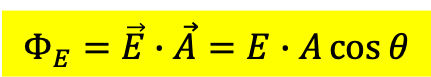 Φ_E = E⃗ · A⃗ = E · A cos θ